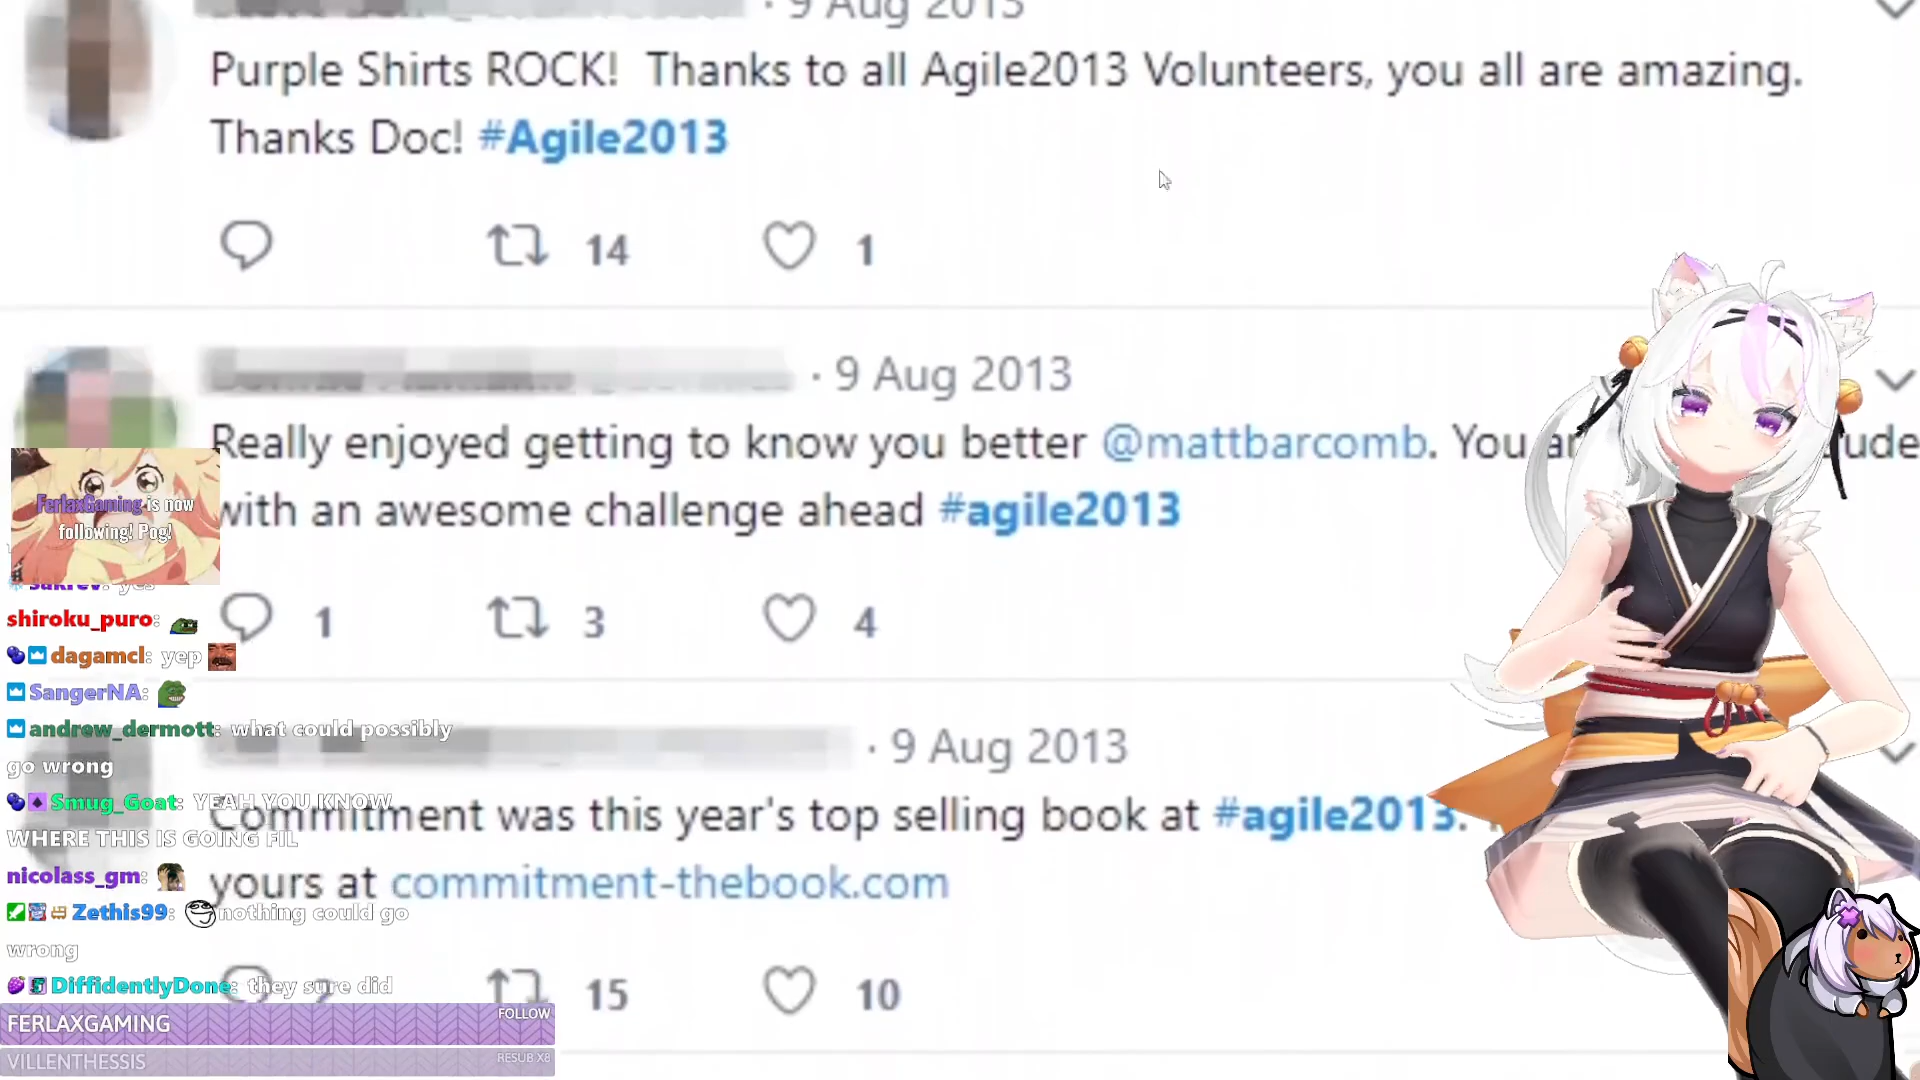 · 9 Aug 2013
Purple Shirts ROCK! Thanks to all Agile2013 Volunteers, you all are amazing.
Thanks Doc! #Agile2013
14 1
· 9 Aug 2013
Really enjoyed getting to know you better @mattbarcomb. You ar ude
with an awesome challenge ahead #agile2013
1 3 4
· 9 Aug 2013
Commitment was this year's top selling book at #agile2013.
yours at commitment-thebook.com
15 10
FerlaxGaming is now
following! Pog!
sakrev: yes
shiroku_puro:
dagamcl: yep
SangerNA:
andrew_dermott: what could possibly
go wrong
Smug_Goat: YEAH YOU KNOW
WHERE THIS IS GOING FIL
nicolass_gm:
Zethis99: nothing could go
wrong
DiffidentlyDone: they sure did
FERLAXGAMING FOLLOW
VILLENTHESSIS RESUB X8